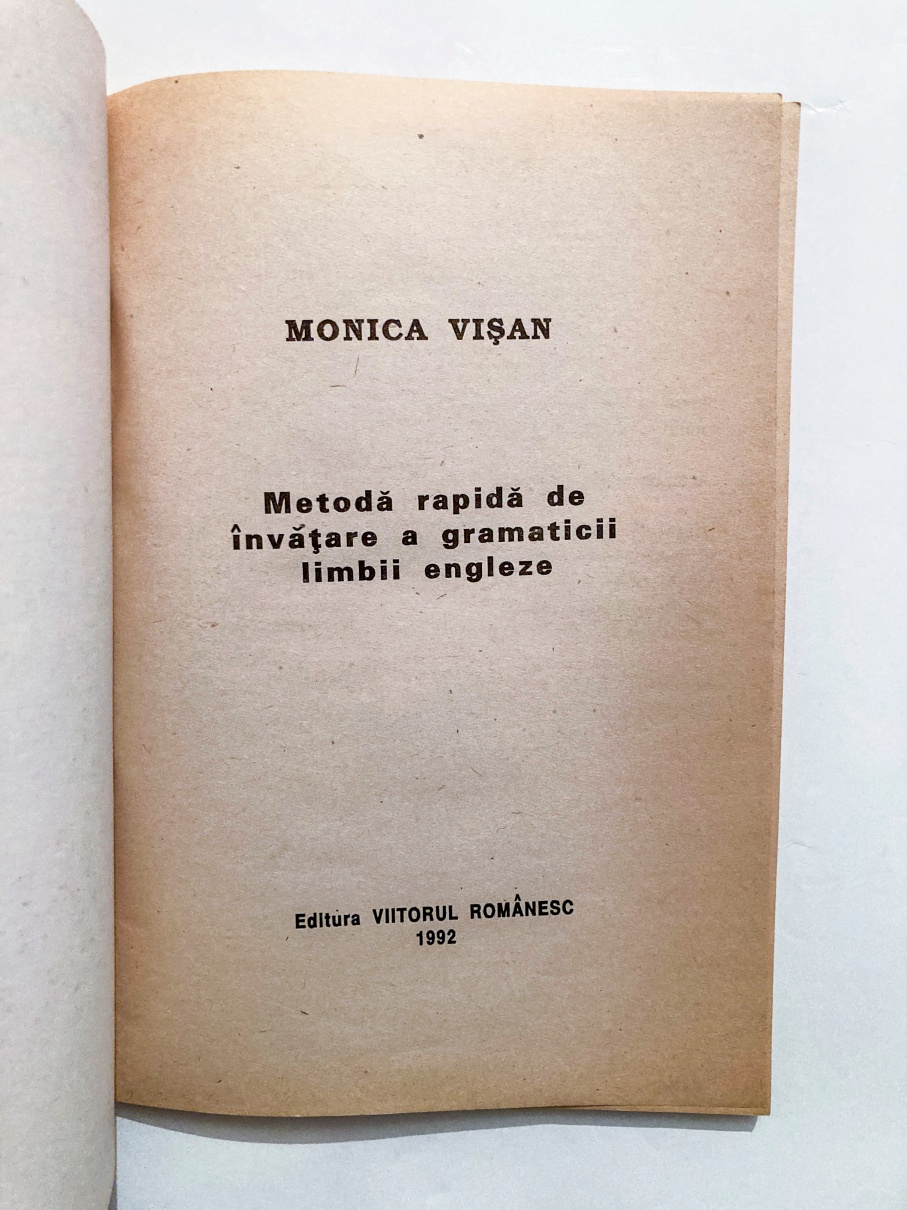 MONICA VIŞAN
Metodă rapidă de
învăţare a gramaticii
limbii engleze
Editura VIITORUL ROMÂNESC
1992